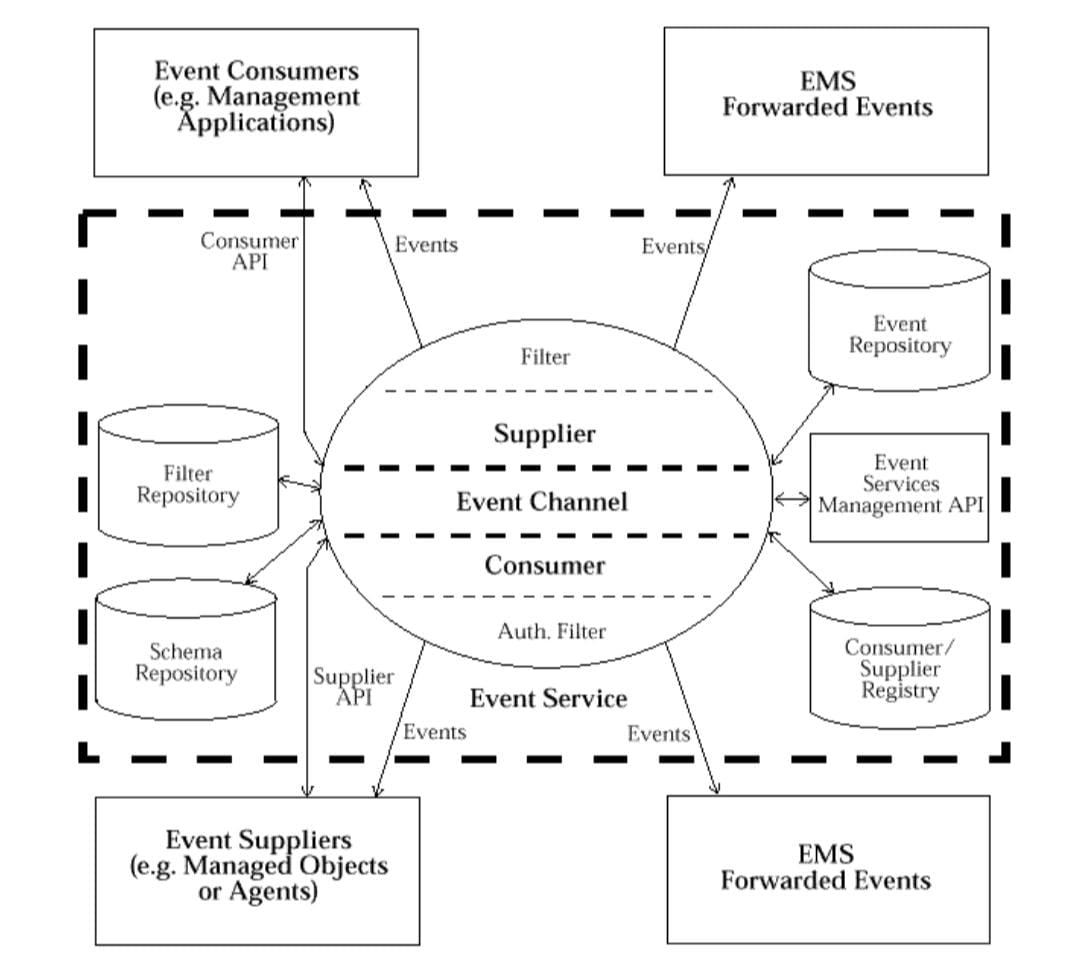 Event Consumers
(e.g. Management
Applications)
EMS
Forwarded Events
Consumer
API
Events
Events
Event
Repository
Filter
Supplier
Event Channel
Consumer
Auth. Filter
Filter
Repository
Event
Services
Management API
Schema
Repository
Supplier
API
Event Service
Consumer/
Supplier
Registry
Events
Events
Event Suppliers
(e.g. Managed Objects
or Agents)
EMS
Forwarded Events